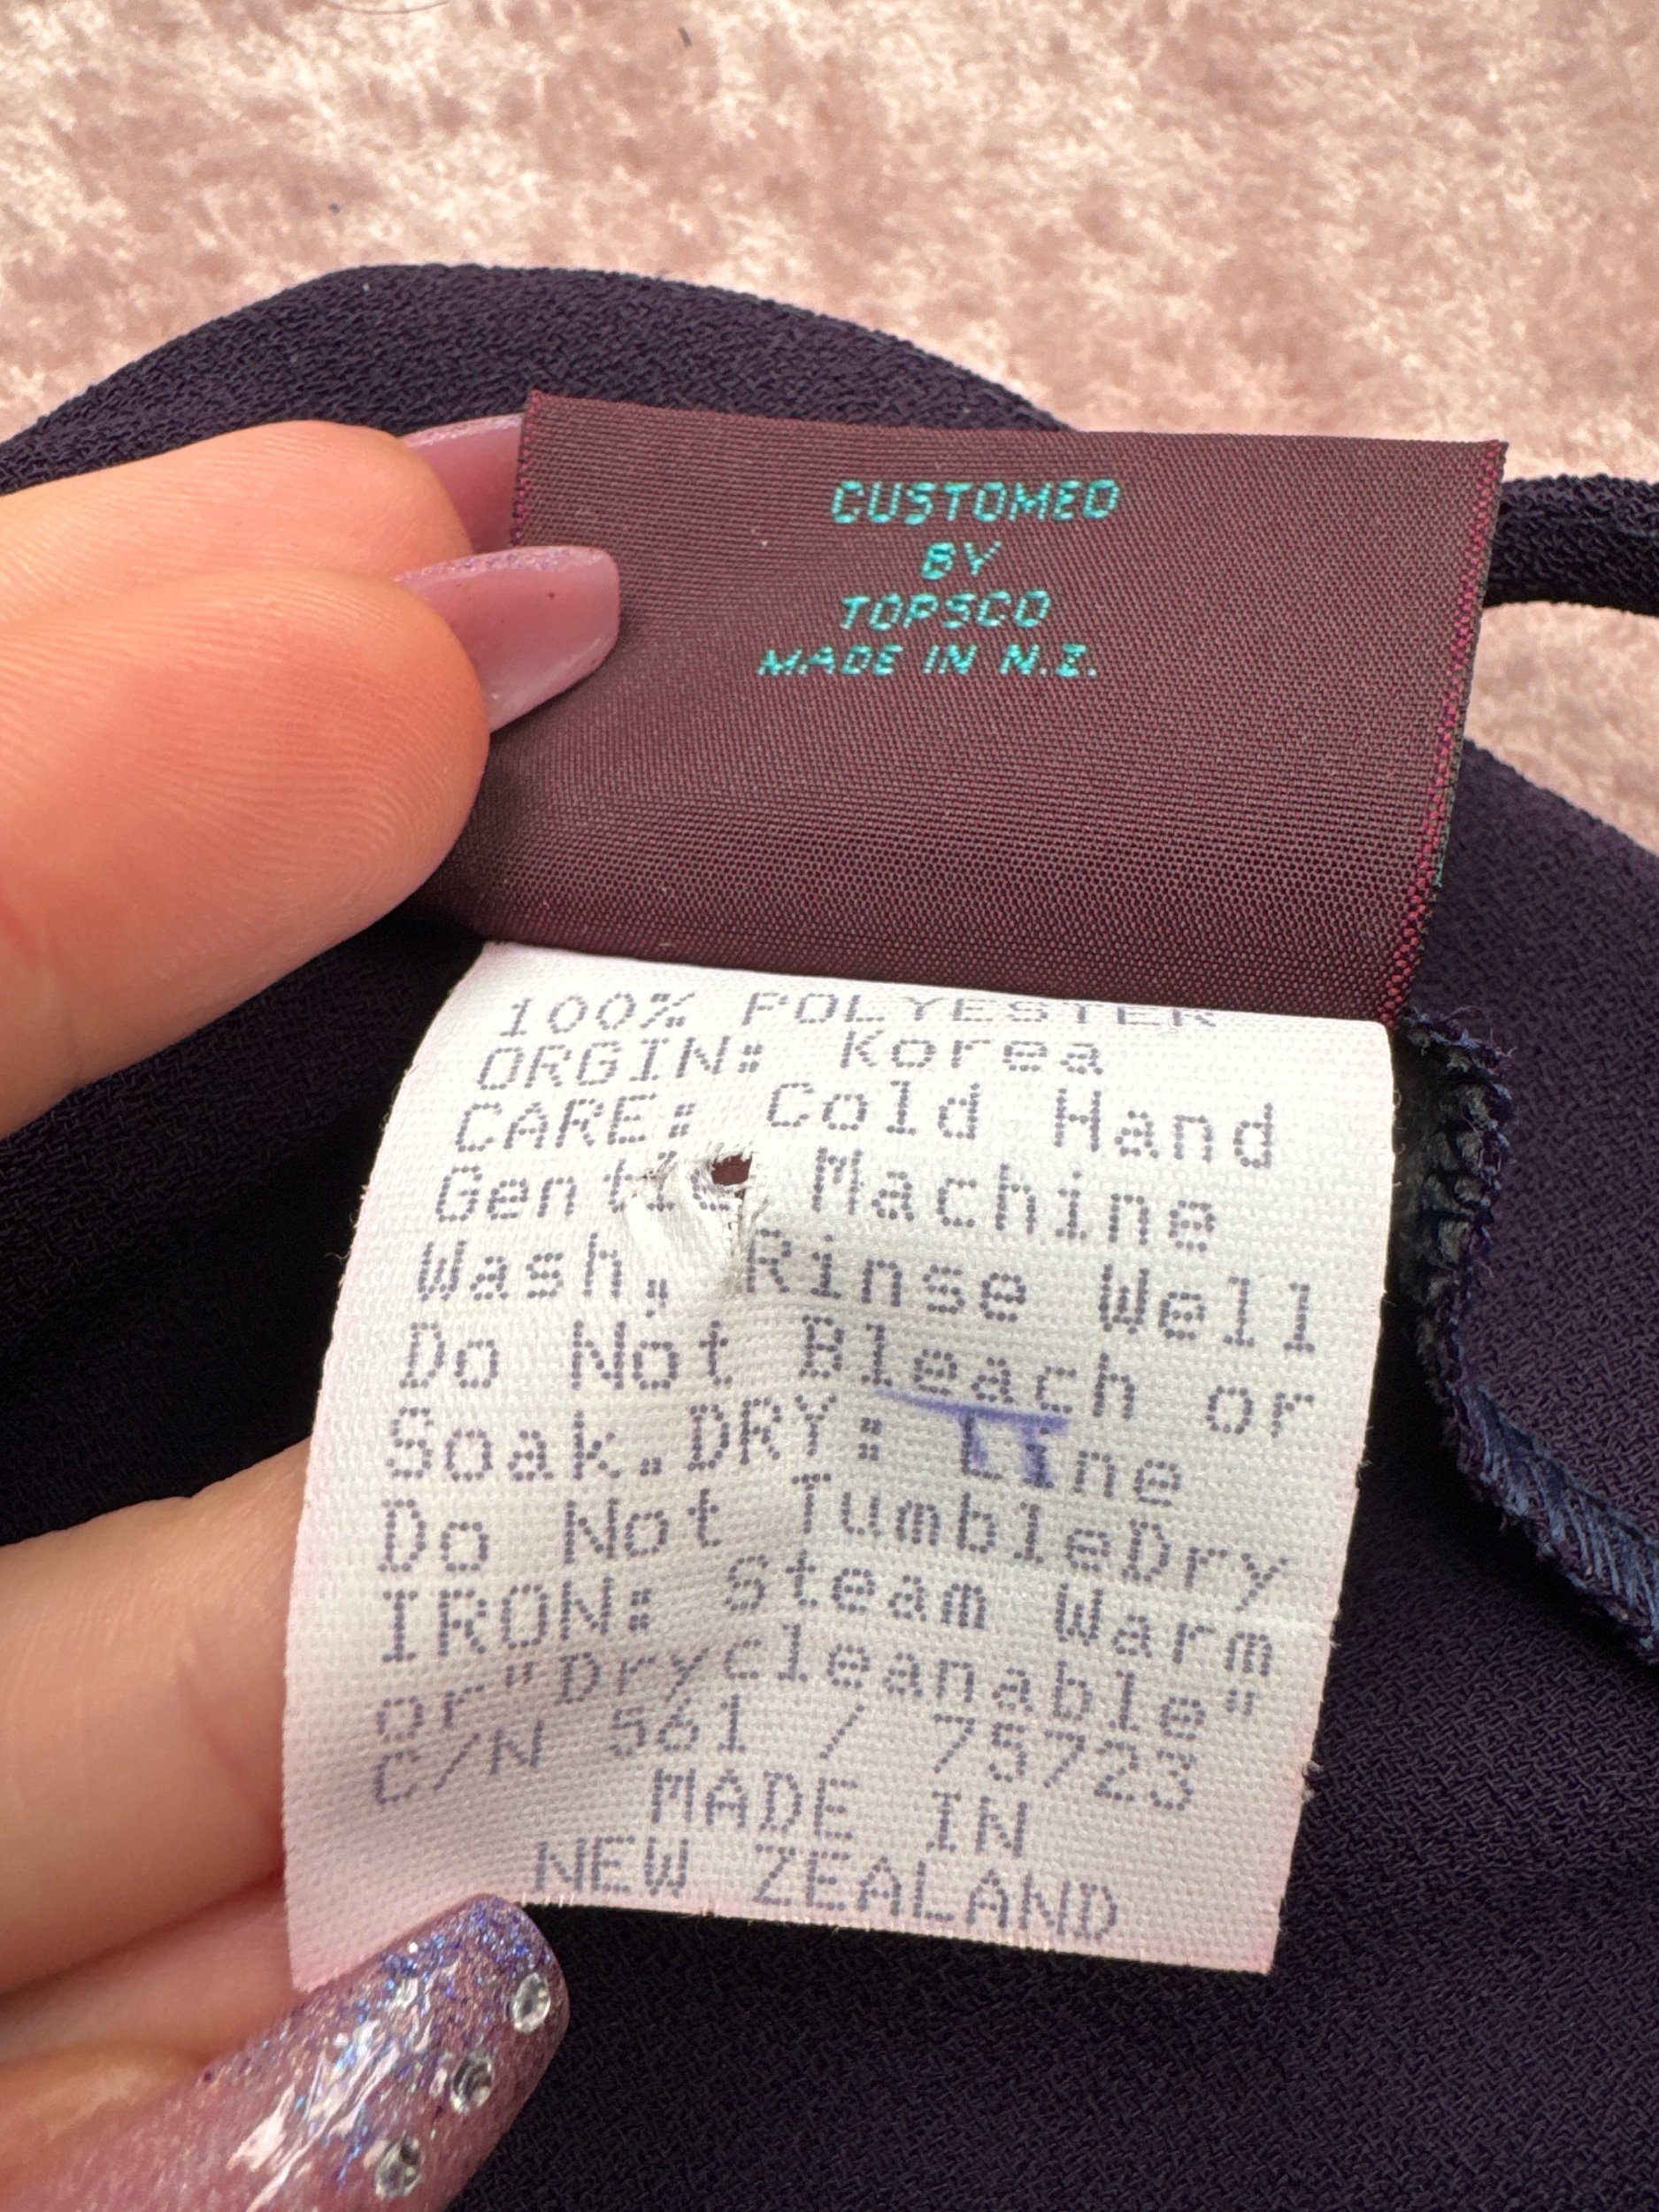 CUSTOMED
BY
TOPSCO
MADE IN N.Z.
100% POLYESTER
ORGIN: Korea
CARE: Cold Hand
Gentle Machine
Wash, Rinse Well
Do Not Bleach or
Soak.DRY: Line
Do Not TumbleDry
IRON: Steam Warm
or"Drycleanable"
C/N 561 / 75723
MADE IN
NEW ZEALAND